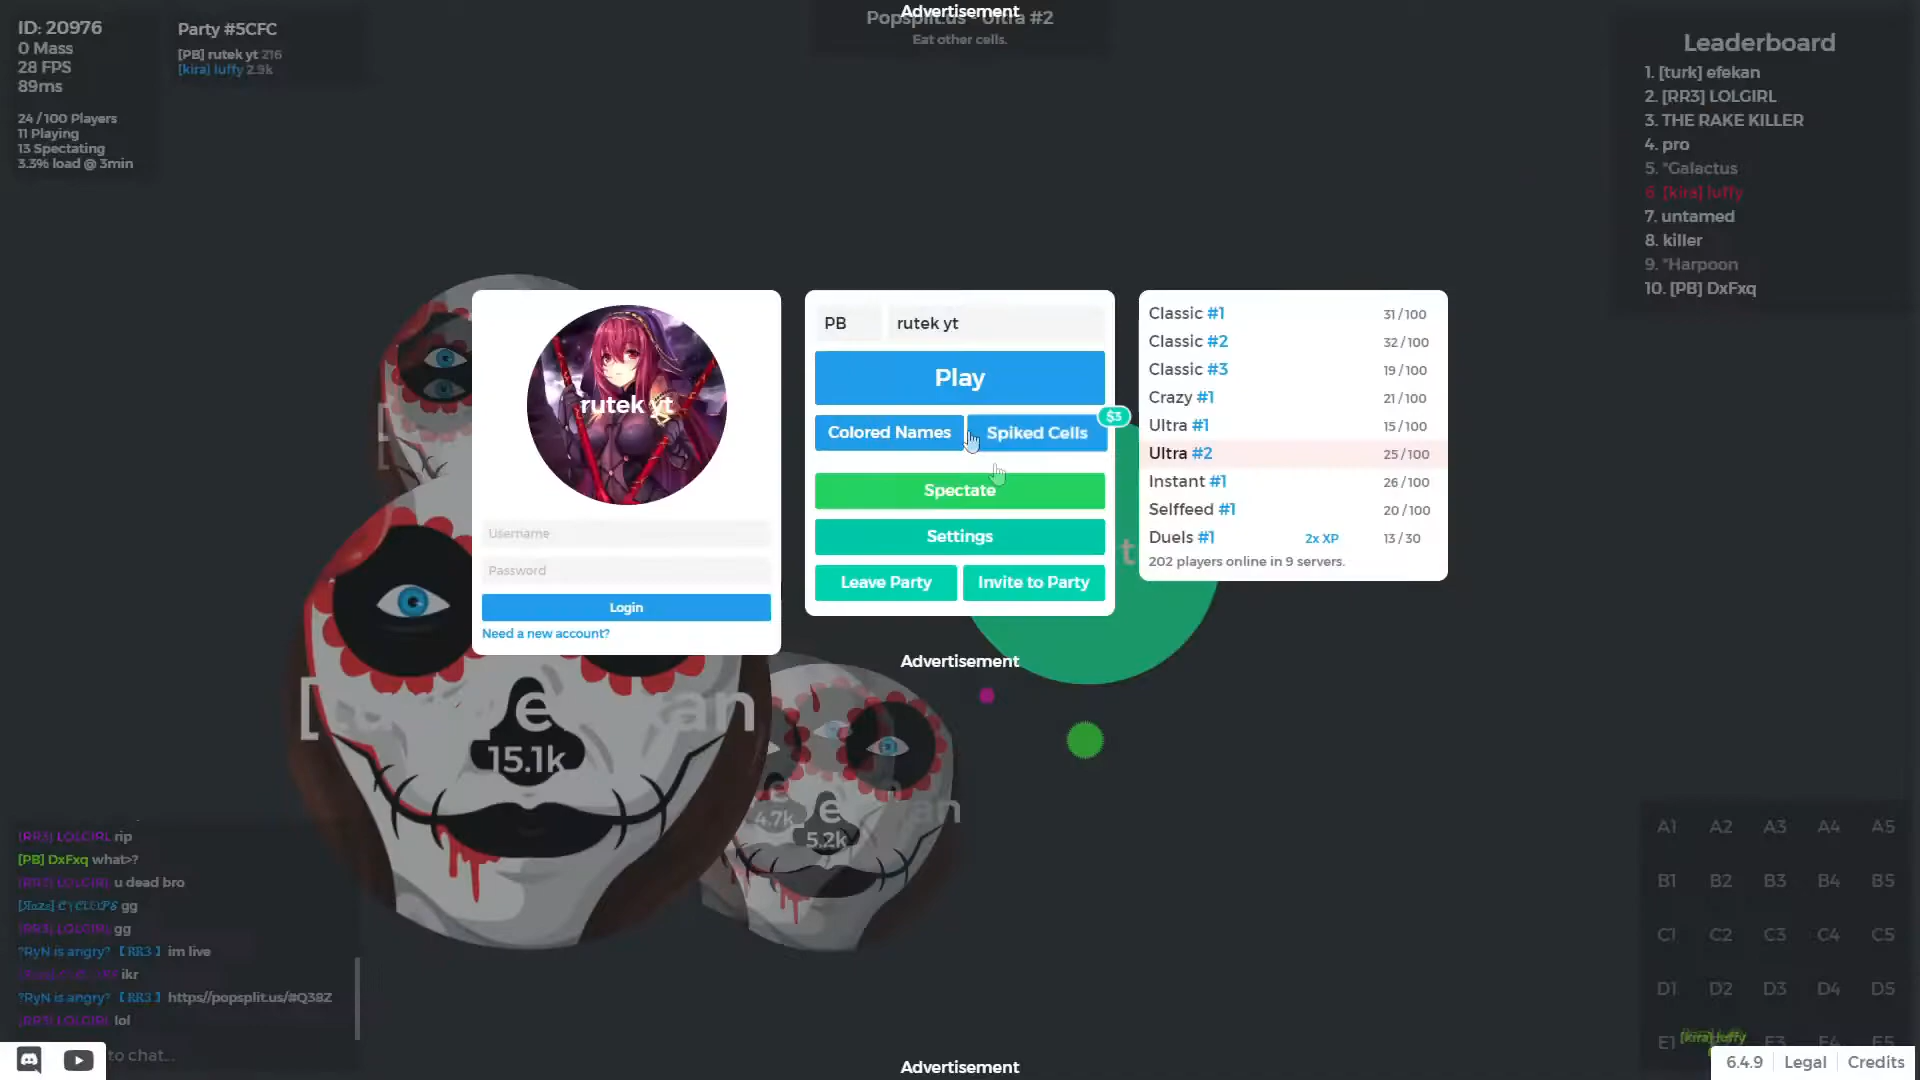 ID: 20976
0 Mass
28 FPS
89ms
24 / 100 Players
11 Playing
13 Spectating
3.3% load @ 3min
Party #5CFC
[PB] rutek yt 216
[kira] luffy 2.9k
Advertisement
Popsplit.us - Ultra #2
Eat other cells.
Leaderboard
1. [turk] efekan
2. [RR3] LOLGIRL
3. THE RAKE KILLER
4. pro
5. *Galactus
6. [kira] luffy
7. untamed
8. killer
9. *Harpoon
10. [PB] DxFxq
rutek yt
Username
Password
Login
Need a new account?
PB
rutek yt
Play
Colored Names
Spiked Cells
$3
Spectate
Settings
Leave Party
Invite to Party
Classic #1 31 / 100
Classic #2 32 / 100
Classic #3 19 / 100
Crazy #1 21 / 100
Ultra #1 15 / 100
Ultra #2 25 / 100
Instant #1 26 / 100
Selffeed #1 20 / 100
Duels #1 2x XP 13 / 30
202 players online in 9 servers.
Advertisement
15.1k
4.7k
5.2k
[RR3] LOLGIRL rip
[PB] DxFxq what>?
[RR3] LOLGIRL u dead bro
gg
[RR3] LOLGIRL gg
?RyN is angry?【RR3】 im live
ikr
?RyN is angry?【RR3】 https//popsplit.us/#Q38Z
[RR3] LOLGIRL lol
to chat...
A1 A2 A3 A4 A5
B1 B2 B3 B4 B5
C1 C2 C3 C4 C5
D1 D2 D3 D4 D5
E1 E3 E4 E5
[kira] luffy
Advertisement
6.4.9
Legal
Credits